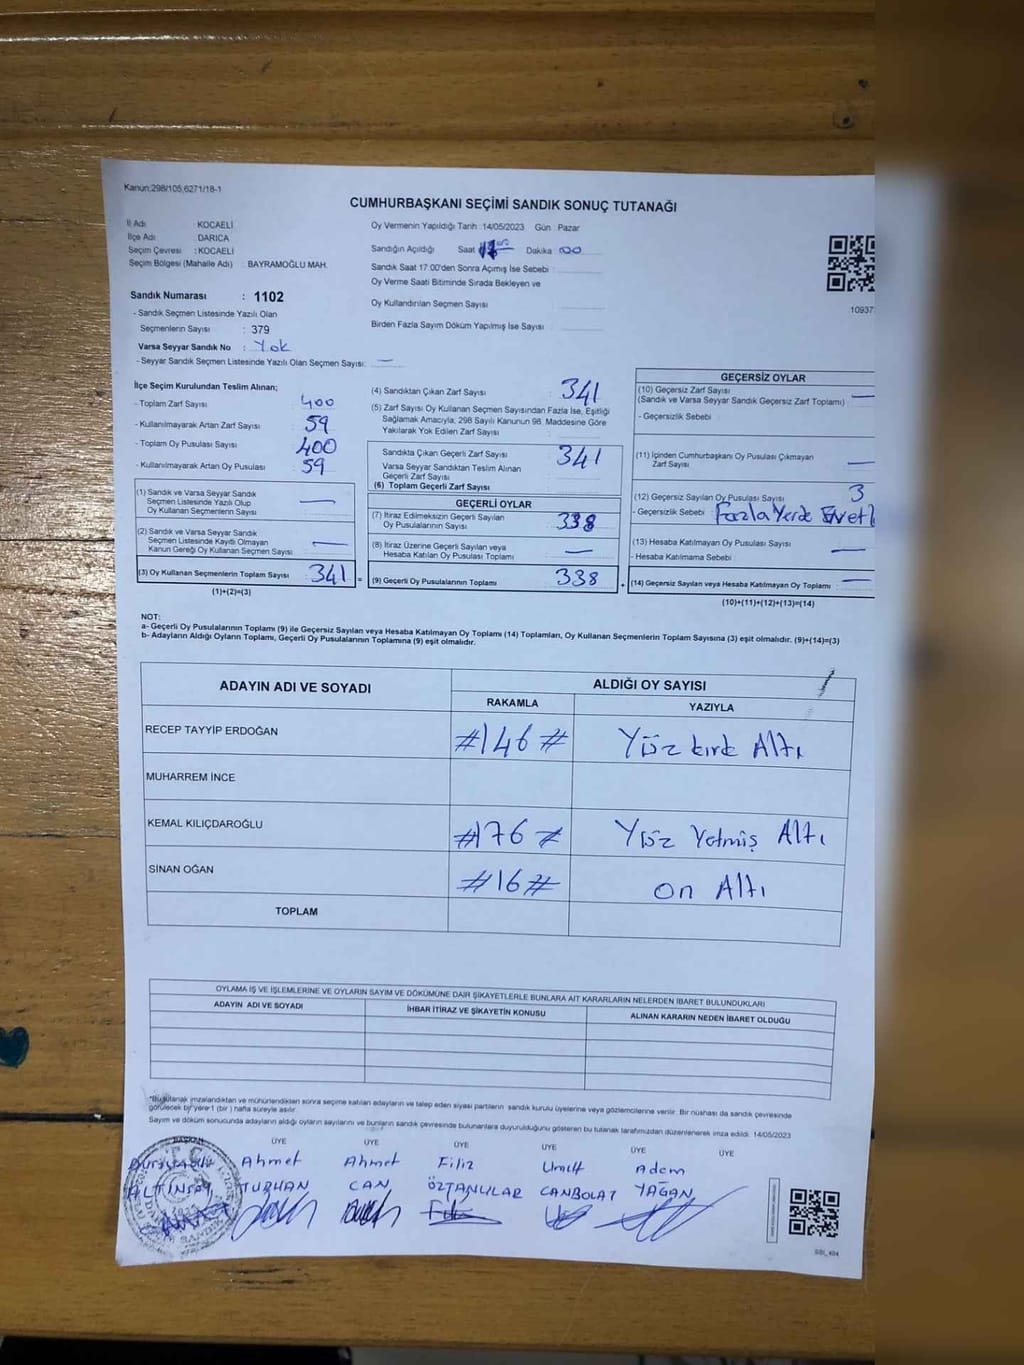 Kanun:298/105,6271/18-1
CUMHURBAŞKANI SEÇİMİ SANDIK SONUÇ TUTANAĞI
İl Adı KOCAELİ
İlçe Adı DARICA
Seçim Çevresi : KOCAELİ
Seçim Bölgesi (Mahalle Adı) : BAYRAMOĞLU MAH.
Oy Vermenin Yapıldığı Tarih :14/05/2023 Gün : Pazar
Sandığın Açıldığı Saat Dakika : 00
Sandık Saat 17:00'den Sonra Açımış İse Sebebi
Oy Verme Saati Bitiminde Sırada Bekleyen ve
Oy Kullandırılan Seçmen Sayısı
Birden Fazla Sayım Döküm Yapılmış İse Sayısı :
10937
Sandık Numarası : 1102
- Sandık Seçmen Listesinde Yazılı Olan
Seçmenlerin Sayısı : 379
Varsa Seyyar Sandık No : Yok
- Seyyar Sandık Seçmen Listesinde Yazılı Olan Seçmen Sayısı: —
İlçe Seçim Kurulundan Teslim Alınan;
- Toplam Zarf Sayısı : 400
- Kullanılmayarak Artan Zarf Sayısı : 59
- Toplam Oy Pusulası Sayısı : 400
- Kullanılmayarak Artan Oy Pusulası : 59
(1) Sandık ve Varsa Seyyar Sandık
Seçmen Listesinde Yazılı Olup
Oy Kullanan Seçmenlerin Sayısı : —
(2) Sandık ve Varsa Seyyar Sandık
Seçmen Listesinde Kayıtlı Olmayan
Kanun Gereği Oy Kullanan Seçmen Sayısı : —
(3) Oy Kullanan Seçmenlerin Toplam Sayısı : 341 =
(1)+(2)=(3)
(4) Sandıktan Çıkan Zarf Sayısı : 341
(5) Zarf Sayısı Oy Kullanan Seçmen Sayısından Fazla İse, Eşitliği
Sağlamak Amacıyla; 298 Sayılı Kanunun 98. Maddesine Göre
Yakılarak Yok Edilen Zarf Sayısı :
Sandıkta Çıkan Geçerli Zarf Sayısı : 341
Varsa Seyyar Sandıktan Teslim Alınan
Geçerli Zarf Sayısı
(6) Toplam Geçerli Zarf Sayısı
GEÇERLİ OYLAR
(7) İtiraz Edilmeksizin Geçerli Sayılan
Oy Pusulalarının Sayısı : 338
(8) İtiraz Üzerine Geçerli Sayılan veya
Hesaba Katılan Oy Pusulası Toplamı : —
(9) Geçerli Oy Pusulalarının Toplamı : 338 +
GEÇERSİZ OYLAR
(10) Geçersiz Zarf Sayısı
(Sandık ve Varsa Seyyar Sandık Geçersiz Zarf Toplamı) : —
- Geçersizlik Sebebi :
(11) İçinden Cumhurbaşkanı Oy Pusulası Çıkmayan
Zarf Sayısı : —
(12) Geçersiz Sayılan Oy Pusulası Sayısı : 3
- Geçersizlik Sebebi : Fazla Yerde Evet
(13) Hesaba Katılmayan Oy Pusulası Sayısı : —
- Hesaba Katılmama Sebebi :
(14) Geçersiz Sayılan veya Hesaba Katılmayan Oy Toplamı : —
(10)+(11)+(12)+(13)=(14)
NOT:
a- Geçerli Oy Pusulalarının Toplamı (9) ile Geçersiz Sayılan veya Hesaba Katılmayan Oy Toplamı (14) Toplamları, Oy Kullanan Seçmenlerin Toplam Sayısına (3) eşit olmalıdır. (9)+(14)=(3)
b- Adayların Aldığı Oyların Toplamı, Geçerli Oy Pusulalarının Toplamına (9) eşit olmalıdır.
ADAYIN ADI VE SOYADI ALDIĞI OY SAYISI
RAKAMLA YAZIYLA
RECEP TAYYİP ERDOĞAN #146# Yüz kırk Altı
MUHARREM İNCE
KEMAL KILIÇDAROĞLU #176# Yüz Yetmiş Altı
SİNAN OĞAN #16# on Altı
TOPLAM
OYLAMA İŞ VE İŞLEMLERİNE VE OYLARIN SAYIM VE DÖKÜMÜNE DAİR ŞİKAYETLERLE BUNLARA AİT KARARLARIN NELERDEN İBARET BULUNDUKLARI
ADAYIN ADI VE SOYADI İHBAR İTİRAZ VE ŞİKAYETİN KONUSU ALINAN KARARIN NEDEN İBARET OLDUĞU
*Bu tutanak imzalandıktan ve mühürlendikten sonra seçime katılan adayların ve talep eden siyasi partilerin sandık kurulu üyelerine veya gözlemcilerine verilir. Bir nüshası da sandık çevresinde
görülecek bir yere 1 (bir ) hafta süreyle asılır.
Sayım ve döküm sonucunda adayların aldığı oyların sayılarını ve bunların sandık çevresinde bulunanlara duyurulduğunu gösteren bu tutanak tarafımızdan düzenlenerek imza edildi. 14/05/2023
BAŞKAN ÜYE ÜYE ÜYE ÜYE ÜYE ÜYE
Ahmet Ahmet Filiz Umut Adem
ALTINSOY TURHAN CAN ÖZTANULAR CANBOLAT YAĞAN